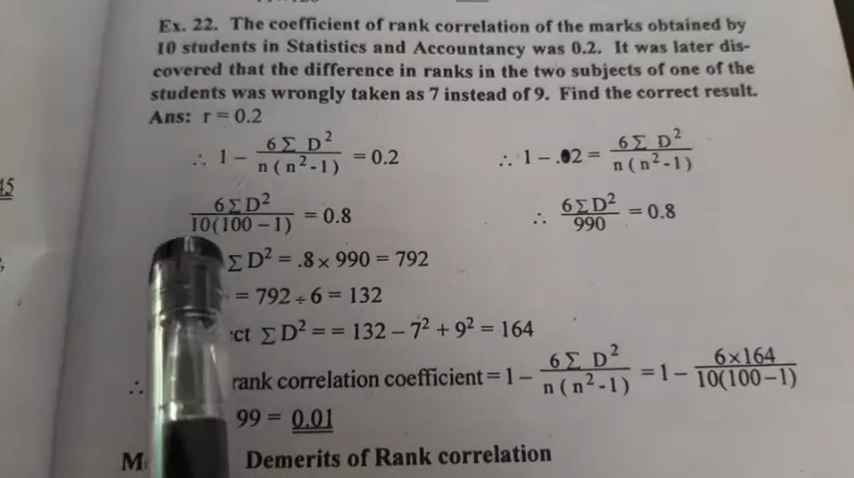 Ex. 22. The coefficient of rank correlation of the marks obtained by
10 students in Statistics and Accountancy was 0.2. It was later dis-
covered that the difference in ranks in the two subjects of one of the
students was wrongly taken as 7 instead of 9. Find the correct result.
Ans: r = 0.2
∴ 1 − 6 Σ D² / n ( n² -1) = 0.2 ∴ 1 − .02 = 6 Σ D² / n ( n² -1)
6 Σ D² / 10(100 − 1) = 0.8 ∴ 6 Σ D² / 990 = 0.8
Σ D² = .8 × 990 = 792
= 792 ÷ 6 = 132
ct Σ D² = = 132 − 7² + 9² = 164
∴ rank correlation coefficient = 1 − 6 Σ D² / n ( n² -1) = 1 − 6×164 / 10(100−1)
99 = 0.01
M Demerits of Rank correlation
45